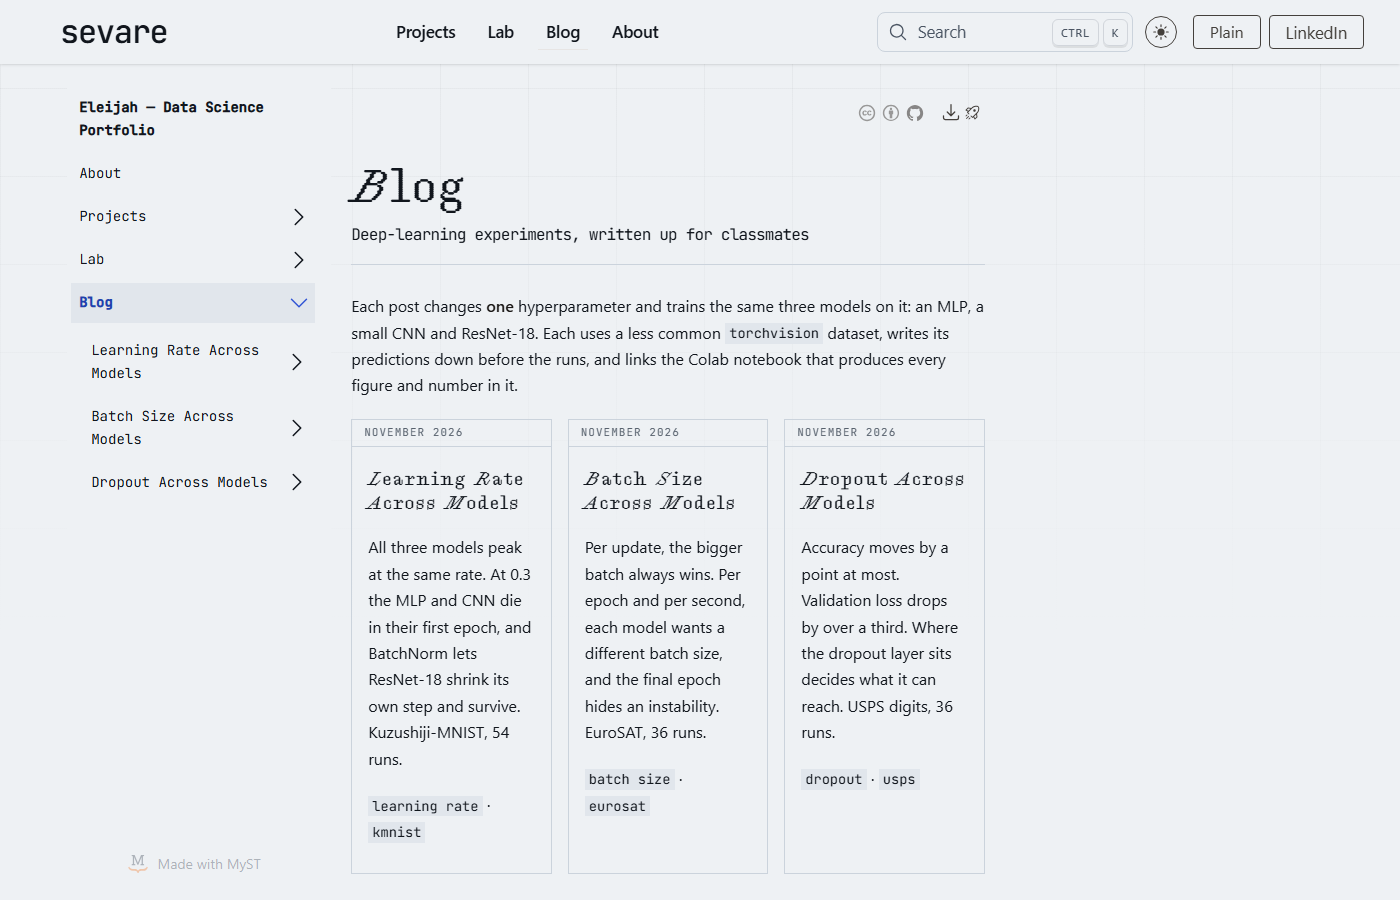 sevare
Projects
Lab
Blog
About
Search
CTRL
K
Plain
LinkedIn
Eleijah — Data Science
Portfolio
About
Projects
Lab
Blog
Learning Rate Across
Models
Batch Size Across
Models
Dropout Across Models
Made with MyST
Blog
Deep-learning experiments, written up for classmates
Each post changes one hyperparameter and trains the same three models on it: an MLP, a
small CNN and ResNet-18. Each uses a less common torchvision dataset, writes its
predictions down before the runs, and links the Colab notebook that produces every
figure and number in it.
NOVEMBER 2026
Learning Rate
Across Models
All three models peak
at the same rate. At 0.3
the MLP and CNN die
in their first epoch, and
BatchNorm lets
ResNet-18 shrink its
own step and survive.
Kuzushiji-MNIST, 54
runs.
learning rate ·
kmnist
NOVEMBER 2026
Batch Size
Across Models
Per update, the bigger
batch always wins. Per
epoch and per second,
each model wants a
different batch size,
and the final epoch
hides an instability.
EuroSAT, 36 runs.
batch size ·
eurosat
NOVEMBER 2026
Dropout Across
Models
Accuracy moves by a
point at most.
Validation loss drops
by over a third. Where
the dropout layer sits
decides what it can
reach. USPS digits, 36
runs.
dropout · usps